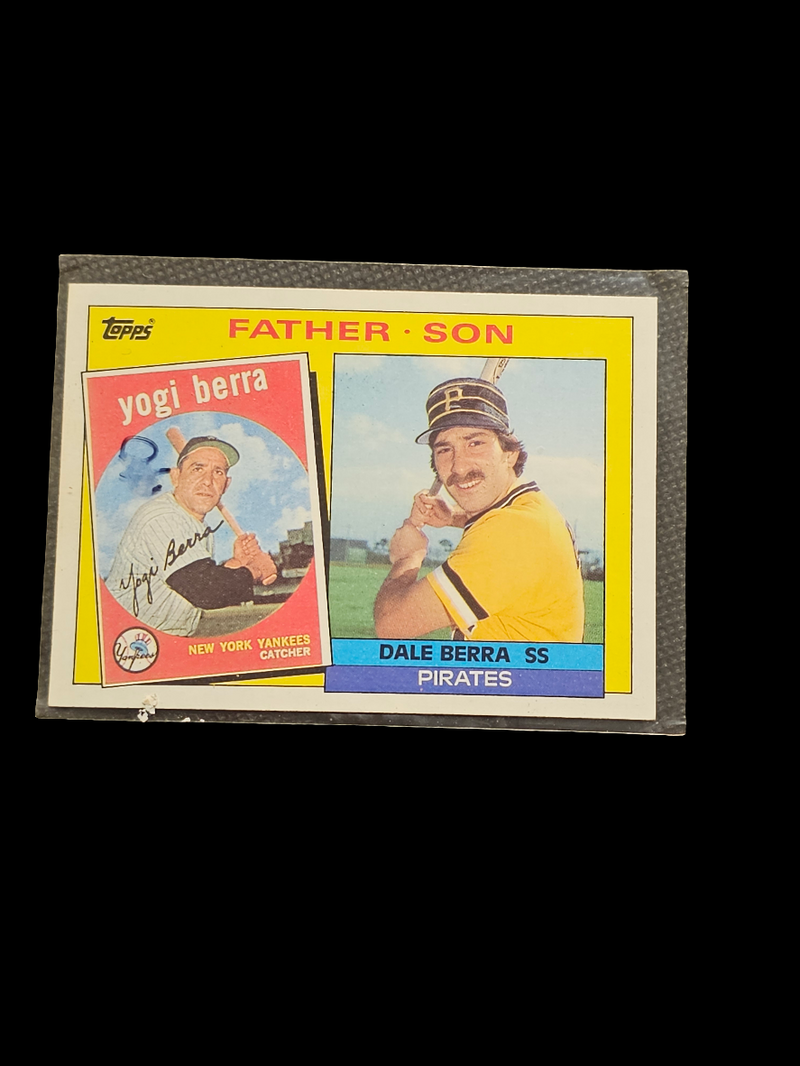 topps®
FATHER · SON
yogi berra
Yogi Berra
Yankees
NEW YORK YANKEES
CATCHER
P
DALE BERRA SS
PIRATES